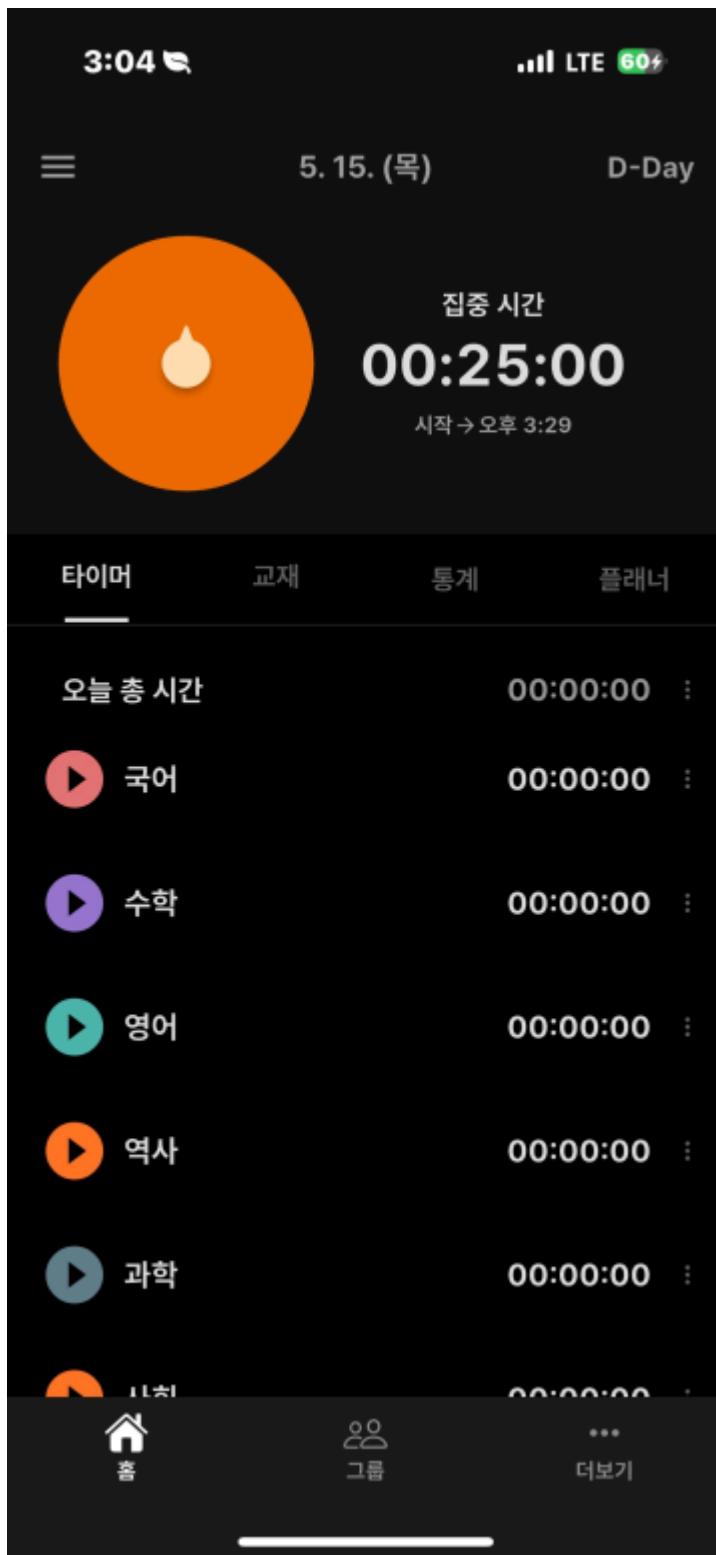 3:04 LTE 60
5. 15. (목) D-Day
집중 시간
00:25:00
시작→오후 3:29
타이머 교재 통계 플래너
오늘 총 시간 00:00:00
국어 00:00:00
수학 00:00:00
영어 00:00:00
역사 00:00:00
과학 00:00:00
홈 그룹 더보기